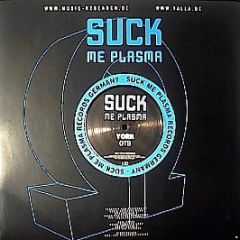 WWW.MUSIC-RESEARCH.DE
WWW.TALLA.DE
SUCK
ME PLASMA
SUCK ME PLASMA RECORDS GERMANY · SUCK ME PLASMA RECORDS GERMANY ·
SUCK
ME PLASMA
YORK
OTB